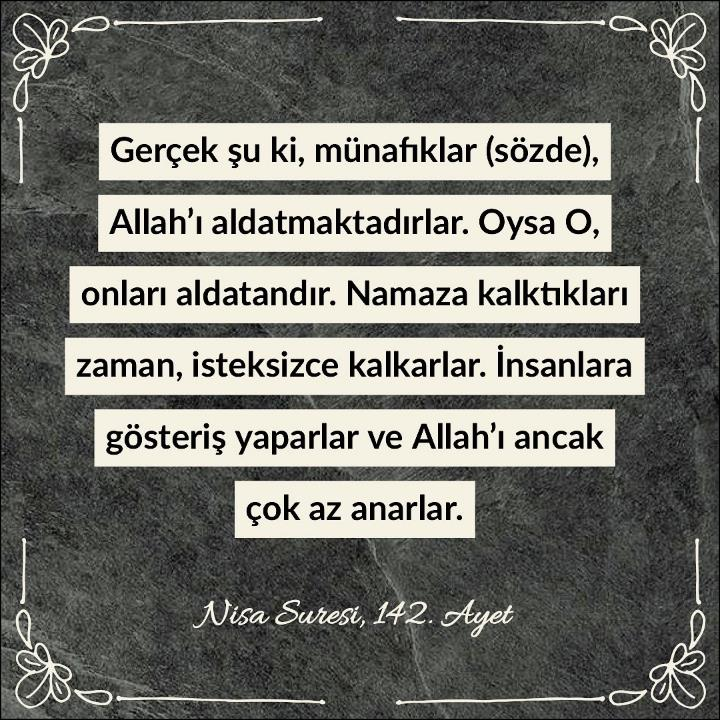 Gerçek şu ki, münafıklar (sözde),
Allah’ı aldatmaktadırlar. Oysa O,
onları aldatandır. Namaza kalktıkları
zaman, isteksizce kalkarlar. İnsanlara
gösteriş yaparlar ve Allah’ı ancak
çok az anarlar.
Nisa Suresi, 142. Ayet